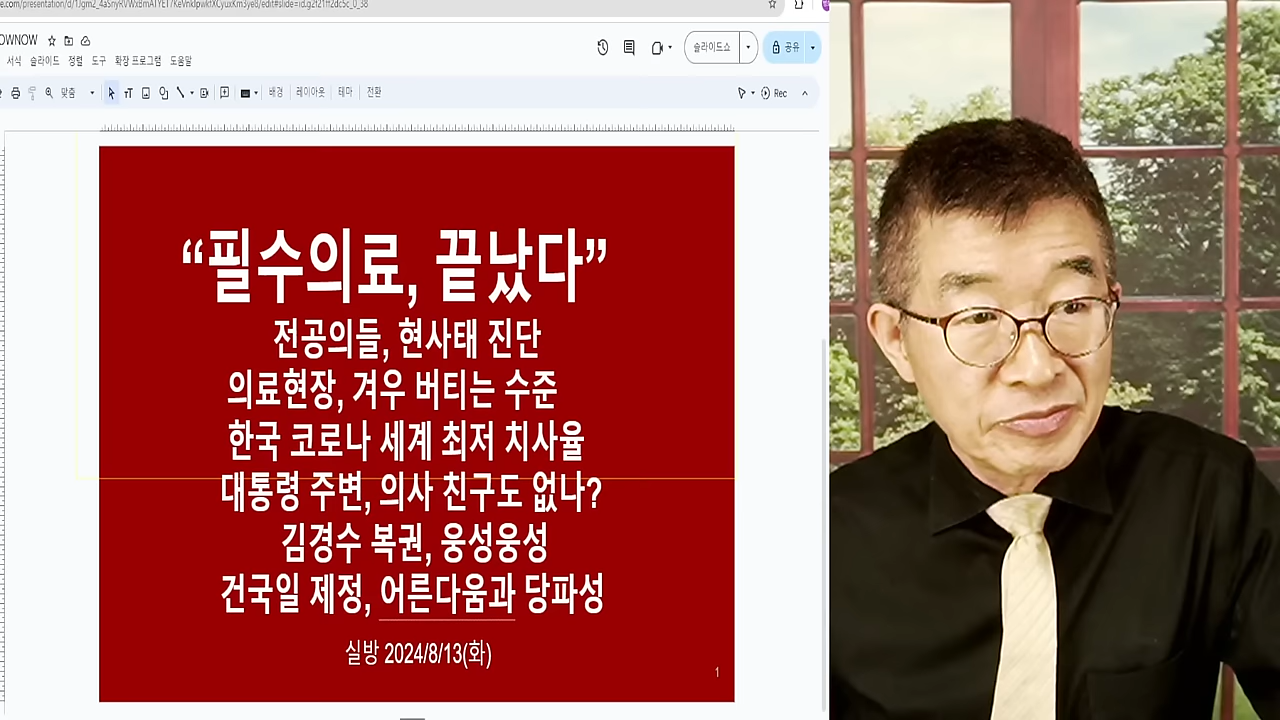 OWNOW
서식 슬라이드 정렬 도구 확장 프로그램 도움말
슬라이드쇼
공유
맞춤
배경 레이아웃 테마 전환
Rec
“필수의료, 끝났다”
전공의들, 현사태 진단
의료현장, 겨우 버티는 수준
한국 코로나 세계 최저 치사율
대통령 주변, 의사 친구도 없나?
김경수 복권, 웅성웅성
건국일 제정, 어른다움과 당파성
실방 2024/8/13(화)
1